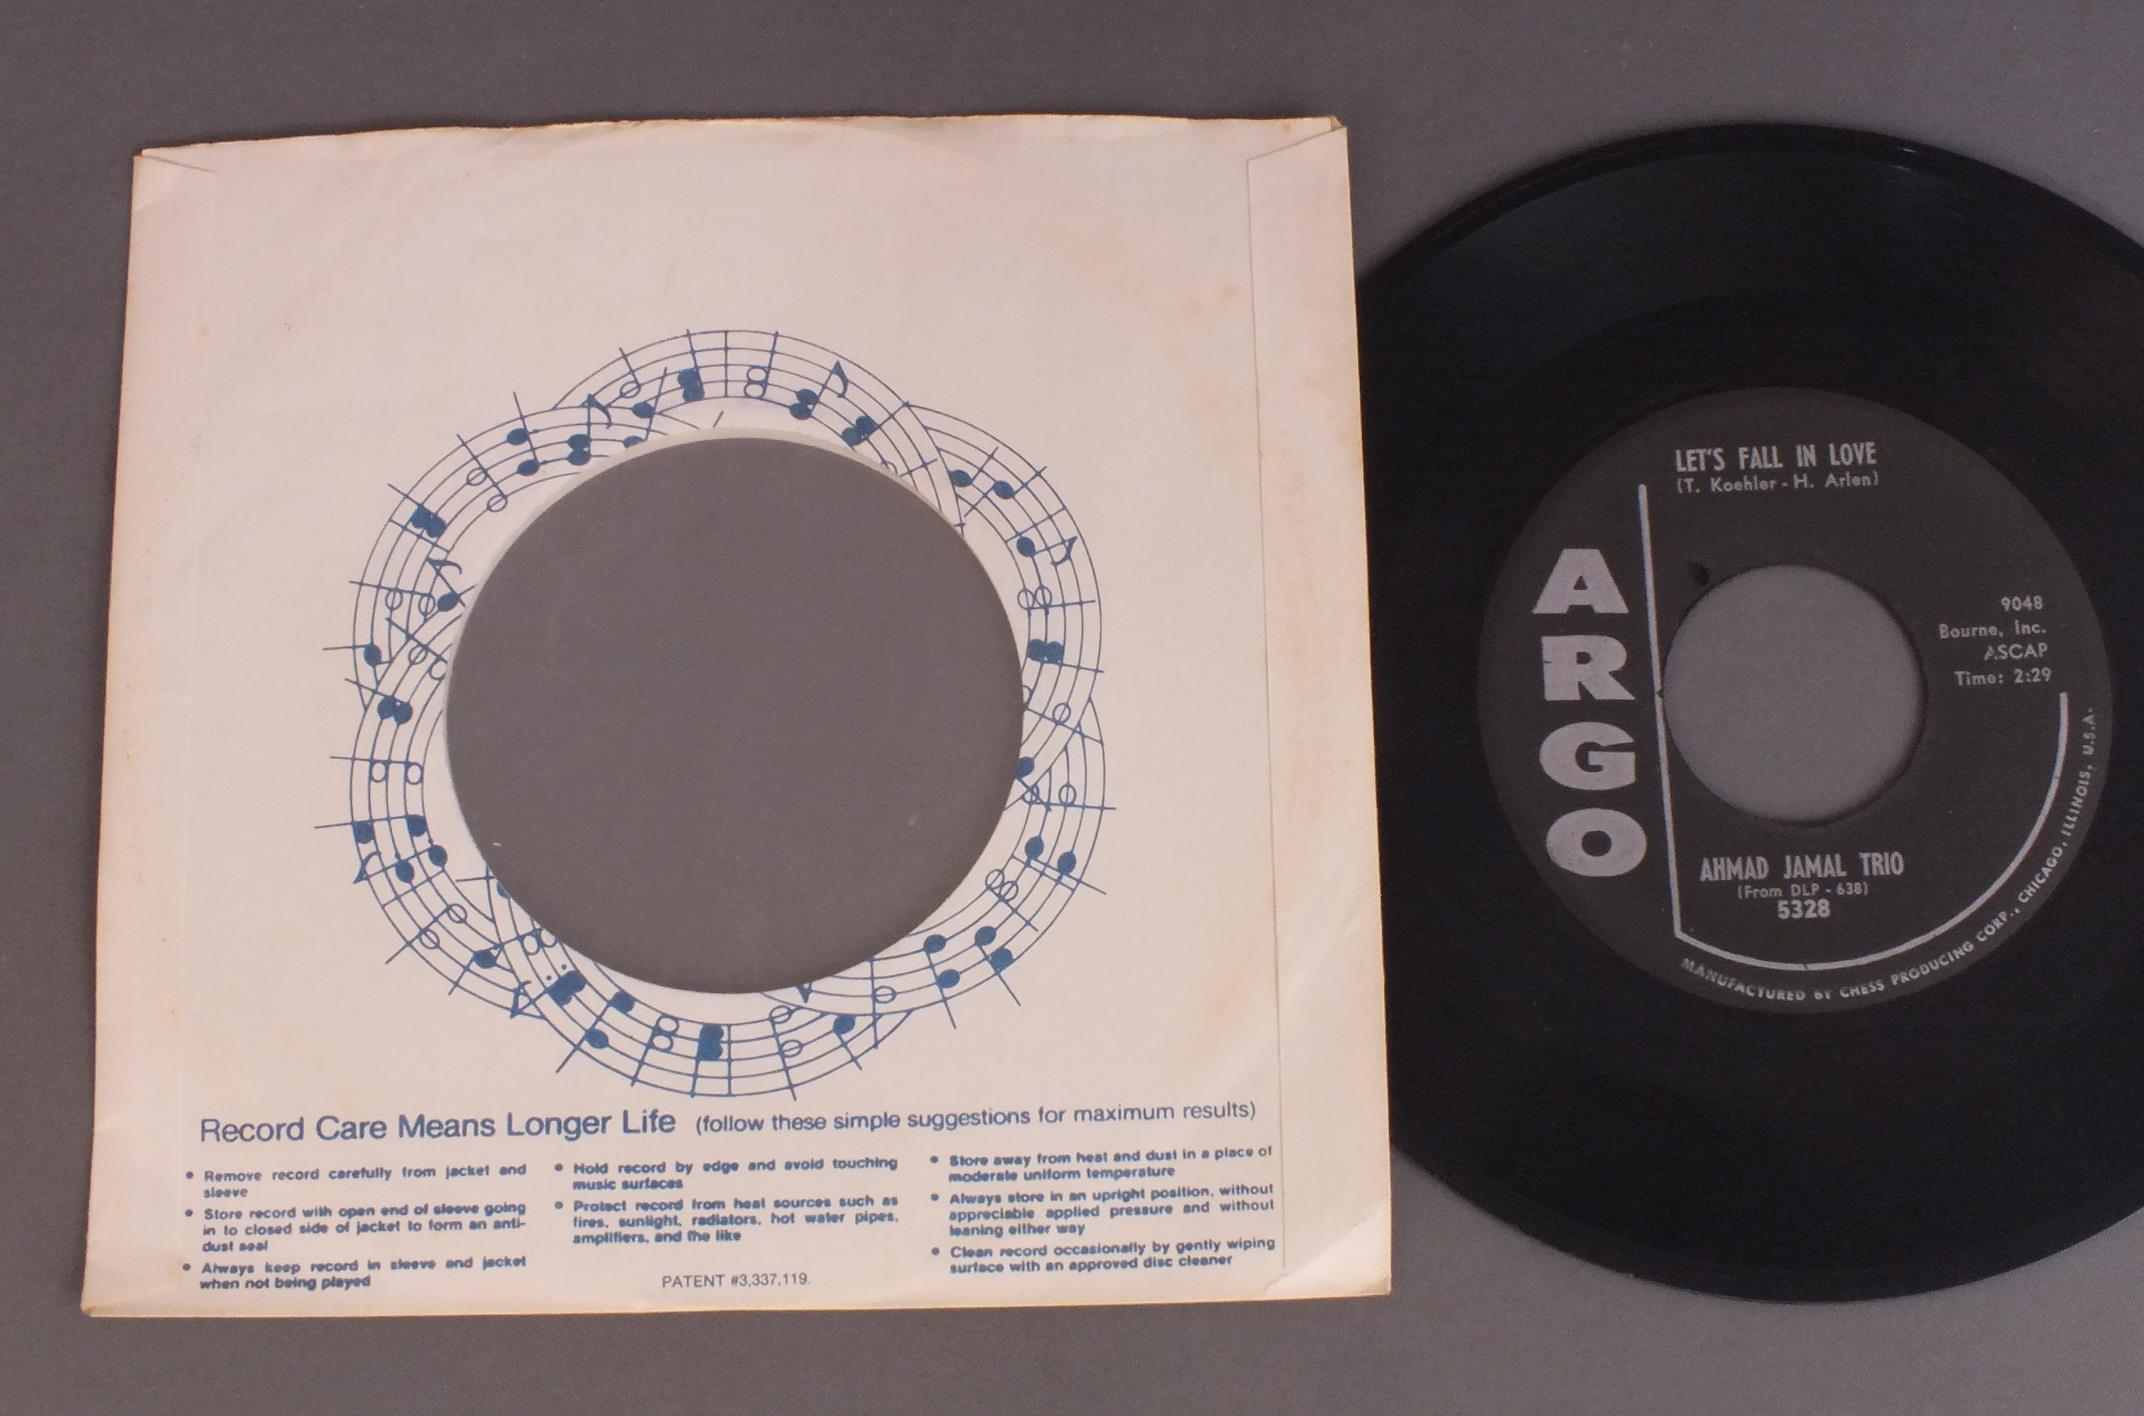 Record Care Means Longer Life (follow these simple suggestions for maximum results)
• Remove record carefully from jacket and
sleeve
• Store record with open end of sleeve going
in to closed side of jacket to form an anti-
dust seal
• Always keep record in sleeve and jacket
when not being played
• Hold record by edge and avoid touching
music surfaces
• Protect record from heat sources such as
fires, sunlight, radiators, hot water pipes,
amplifiers, and the like
• Store away from heat and dust in a place of
moderate uniform temperature
• Always store in an upright position, without
appreciable applied pressure and without
leaning either way
• Clean record occasionally by gently wiping
surface with an approved disc cleaner
PATENT #3,337,119.
LET'S FALL IN LOVE
(T. Koehler - H. Arlen)
ARGO
9048
Bourne, Inc.
ASCAP
Time: 2:29
AHMAD JAMAL TRIO
(From DLP - 638)
5328
MANUFACTURED BY CHESS PRODUCING CORP., CHICAGO, ILLINOIS, U.S.A.